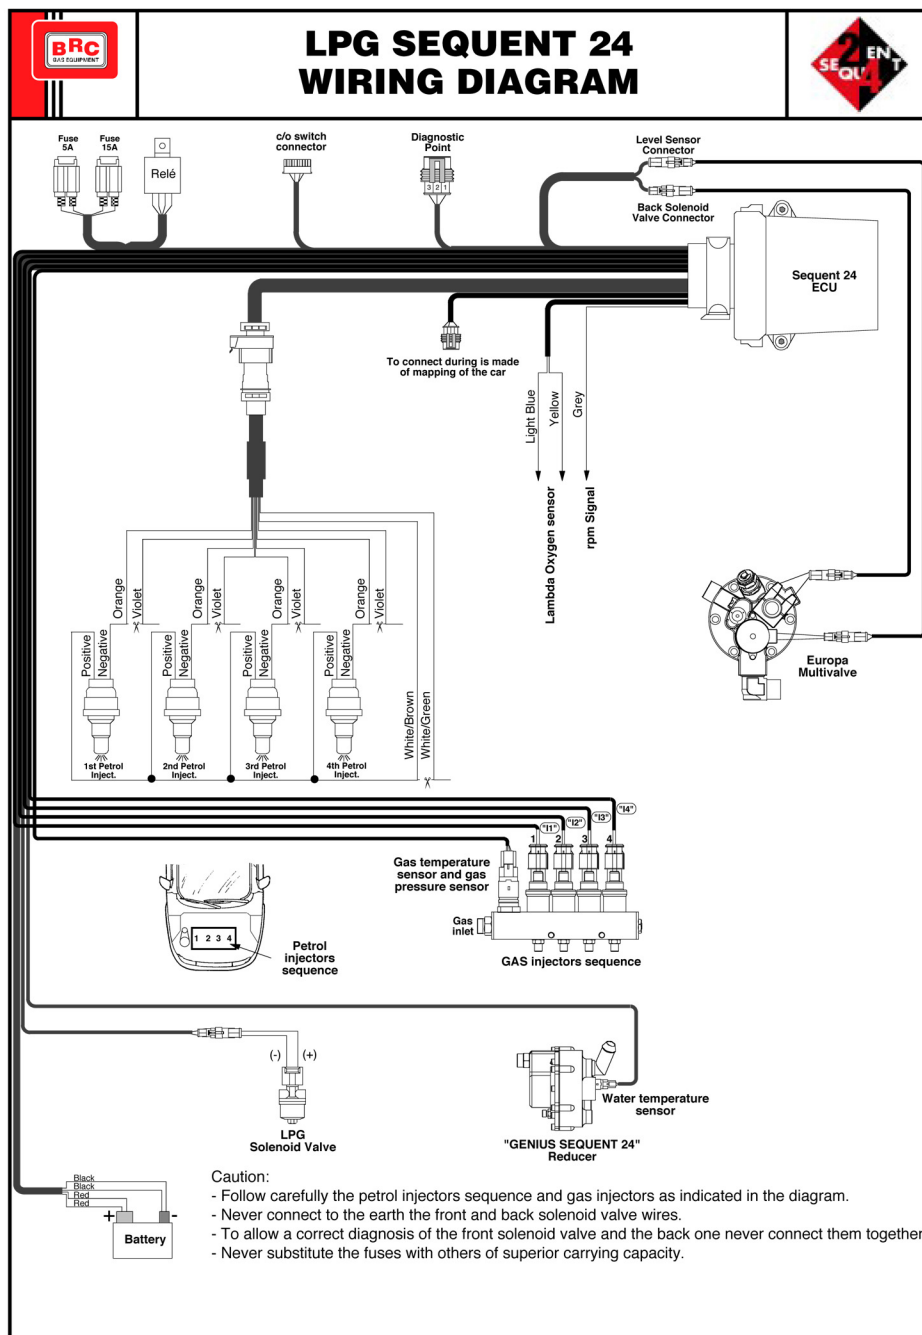 BRC
GAS EQUIPMENT
LPG SEQUENT 24
WIRING DIAGRAM
2 EN
SEQU T
4
Fuse
5A
Fuse
15A
Relé
c/o switch
connector
Diagnostic
Point
3 2 1
Level Sensor
Connector
Back Solenoid
Valve Connector
Sequent 24
ECU
To connect during is made
of mapping of the car
Light Blue
Yellow
Grey
Lambda Oxygen sensor
rpm Signal
Orange
Violet
Orange
Violet
Orange
Violet
Orange
Violet
Positive
Negative
Positive
Negative
Positive
Negative
Positive
Negative
White/Brown
White/Green
1st Petrol
Inject.
2nd Petrol
Inject.
3rd Petrol
Inject.
4th Petrol
Inject.
Europa
Multivalve
"I1"
"I2"
"I3"
"I4"
1 2 3 4
Gas temperature
sensor and gas
pressure sensor
Gas
inlet
GAS injectors sequence
1 2 3 4
Petrol
injectors
sequence
(-) (+)
LPG
Solenoid Valve
Water temperature
sensor
"GENIUS SEQUENT 24"
Reducer
Black
Black
Red
Red
+ -
Battery
Caution:
- Follow carefully the petrol injectors sequence and gas injectors as indicated in the diagram.
- Never connect to the earth the front and back solenoid valve wires.
- To allow a correct diagnosis of the front solenoid valve and the back one never connect them together
- Never substitute the fuses with others of superior carrying capacity.